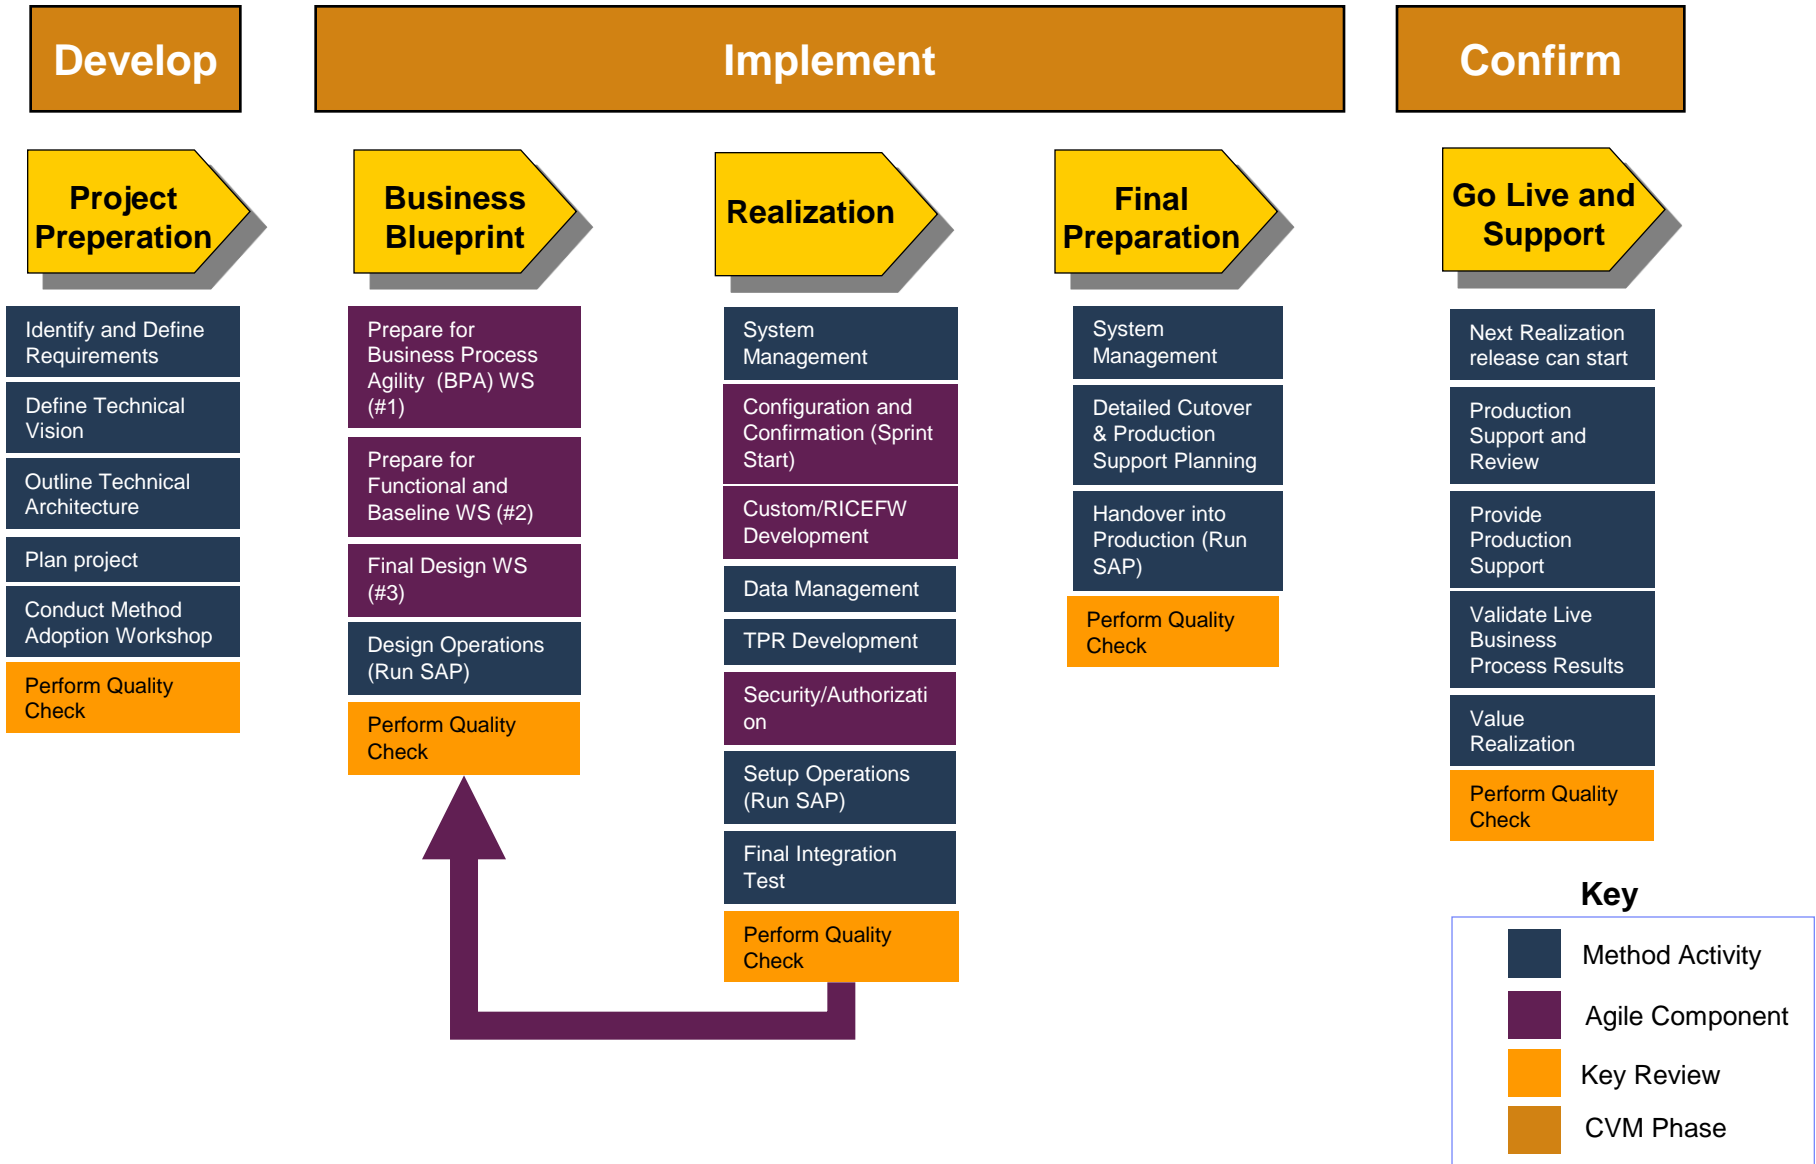 Develop
Implement
Confirm
Project
Preperation
Business
Blueprint
Realization
Final
Preparation
Go Live and
Support
Identify and Define
Requirements
Define Technical
Vision
Outline Technical
Architecture
Plan project
Conduct Method
Adoption Workshop
Perform Quality
Check
Prepare for
Business Process
Agility (BPA) WS
(#1)
Prepare for
Functional and
Baseline WS (#2)
Final Design WS
(#3)
Design Operations
(Run SAP)
Perform Quality
Check
System
Management
Configuration and
Confirmation (Sprint
Start)
Custom/RICEFW
Development
Data Management
TPR Development
Security/Authorizati
on
Setup Operations
(Run SAP)
Final Integration
Test
Perform Quality
Check
System
Management
Detailed Cutover
& Production
Support Planning
Handover into
Production (Run
SAP)
Perform Quality
Check
Next Realization
release can start
Production
Support and
Review
Provide
Production
Support
Validate Live
Business
Process Results
Value
Realization
Perform Quality
Check
Key
Method Activity
Agile Component
Key Review
CVM Phase